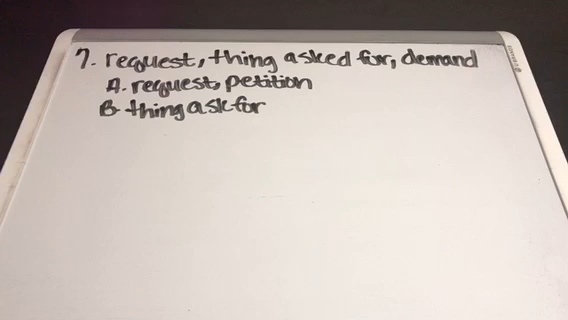 7. request, thing asked for, demand
A. request, petition
B. thing ask for